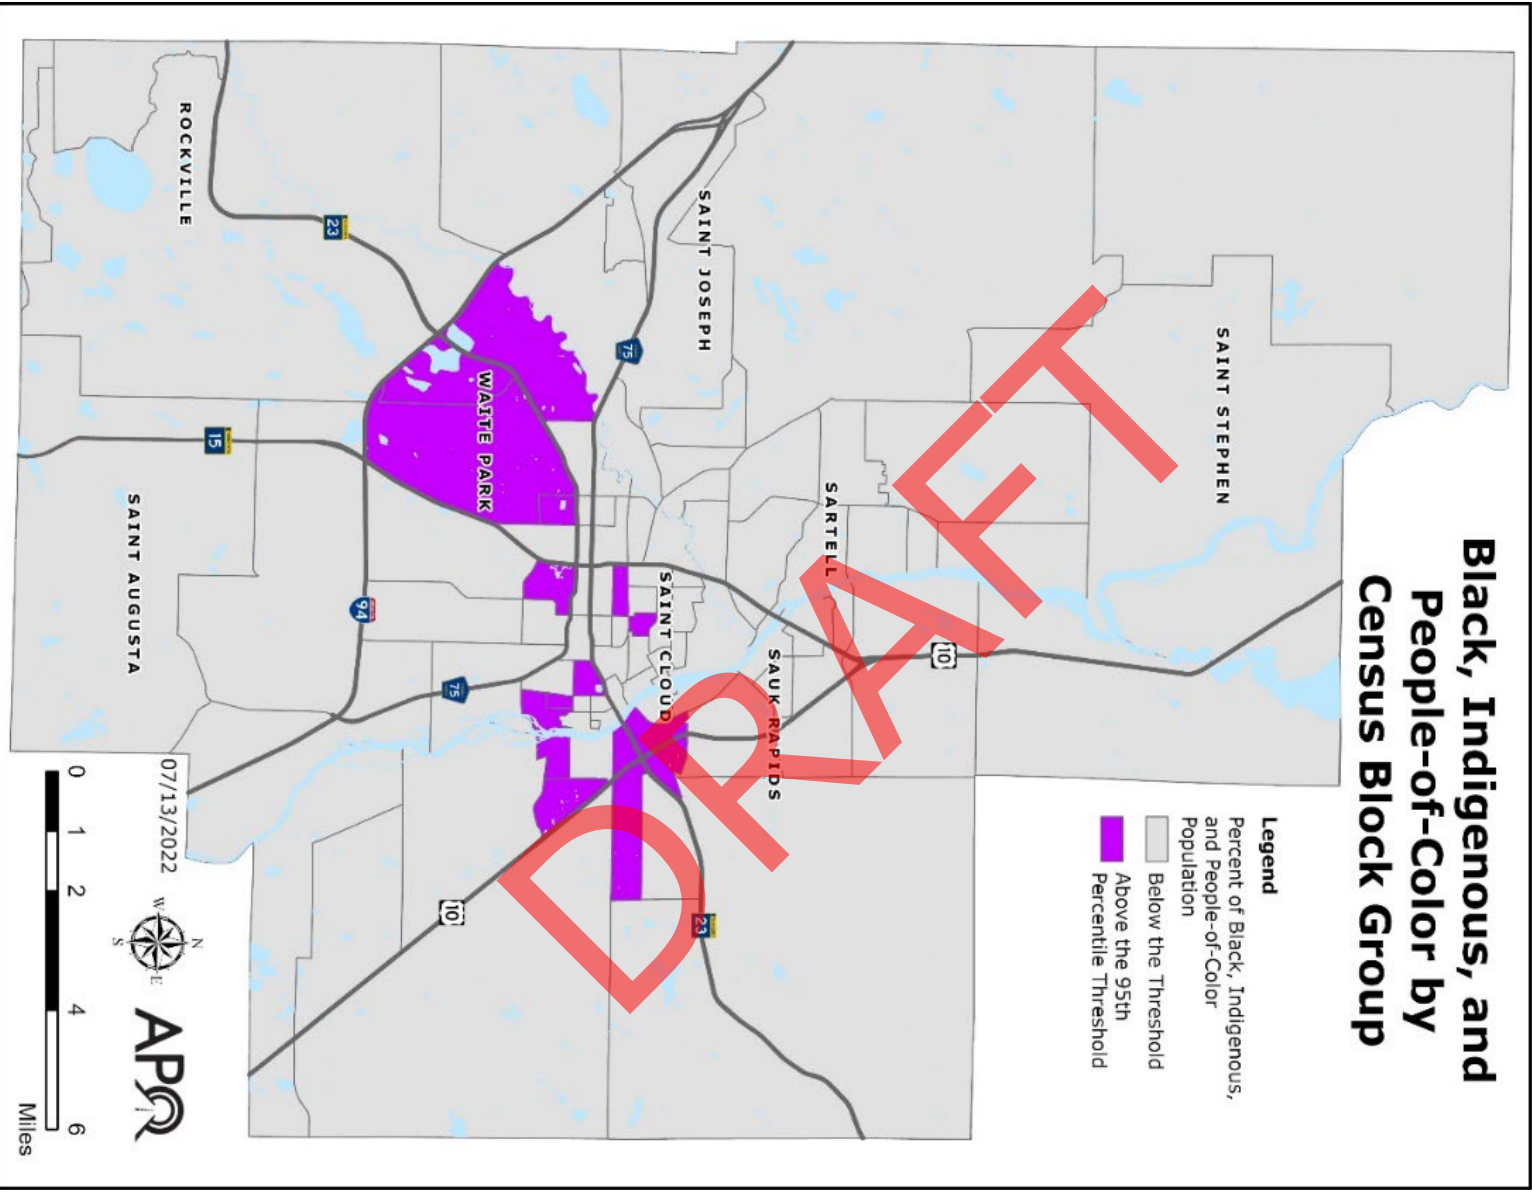 Black, Indigenous, and
People-of-Color by
Census Block Group
Legend
Percent of Black, Indigenous,
and People-of-Color
Population
Below the Threshold
Above the 95th
Percentile Threshold
SAINT STEPHEN
SARTELL
SAUK RAPIDS
SAINT JOSEPH
SAINT CLOUD
WAITE PARK
ROCKVILLE
SAINT AUGUSTA
10
75
23
23
10
75
94
15
DRAFT
07/13/2022
N
W
E
S
APO
0 1 2 4 6
Miles